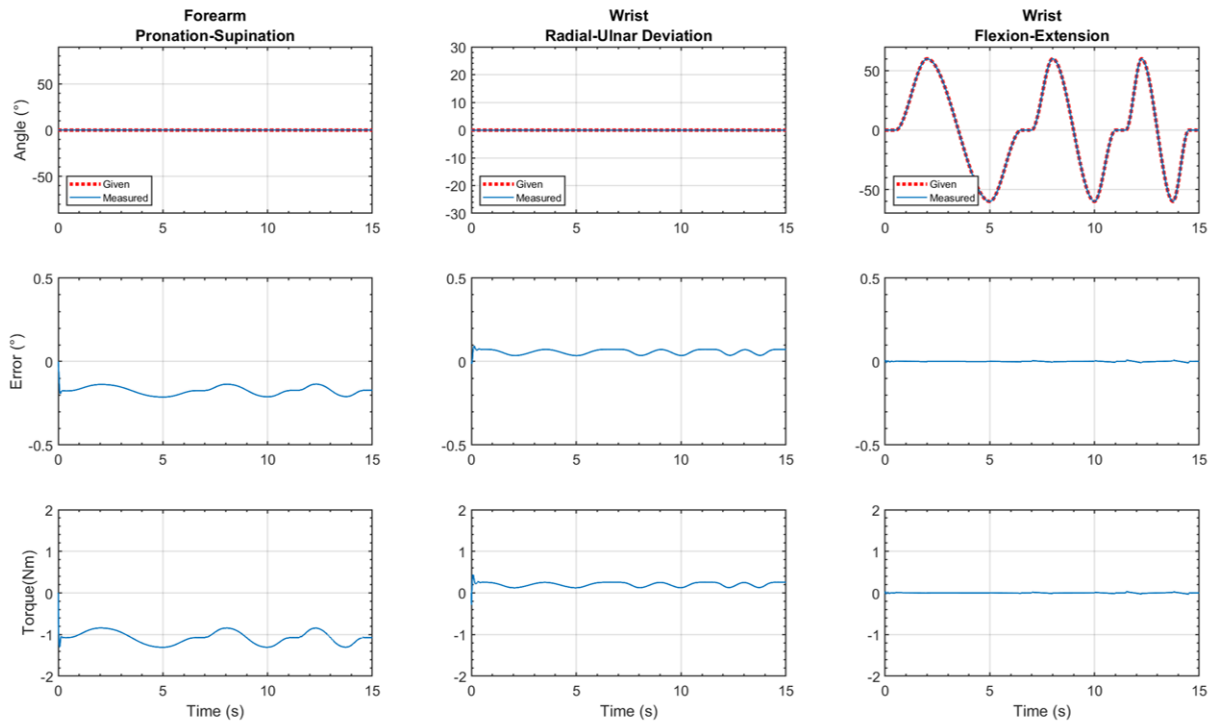 Forearm
Pronation-Supination
Wrist
Radial-Ulnar Deviation
Wrist
Flexion-Extension
Angle (°)
50
0
-50
Given
Measured
0 5 10 15
30
20
10
0
-10
-20
-30
Given
Measured
0 5 10 15
50
0
-50
Given
Measured
0 5 10 15
Error (°)
0.5
0
-0.5
0 5 10 15
0.5
0
-0.5
0 5 10 15
0.5
0
-0.5
0 5 10 15
Torque(Nm)
2
1
0
-1
-2
0 5 10 15
Time (s)
2
1
0
-1
-2
0 5 10 15
Time (s)
2
1
0
-1
-2
0 5 10 15
Time (s)